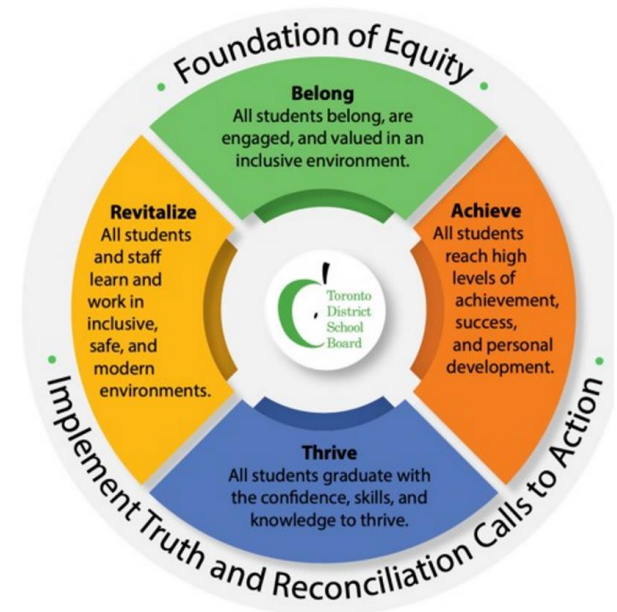 Foundation of Equity
Belong
All students belong, are
engaged, and valued in an
inclusive environment.
Revitalize
All students
and staff
learn and
work in
inclusive,
safe, and
modern
environments.
Toronto
District
School
Board
Achieve
All students
reach high
levels of
achievement,
success,
and personal
development.
Thrive
All students graduate with
the confidence, skills, and
knowledge to thrive.
Implement Truth and Reconciliation Calls to Action